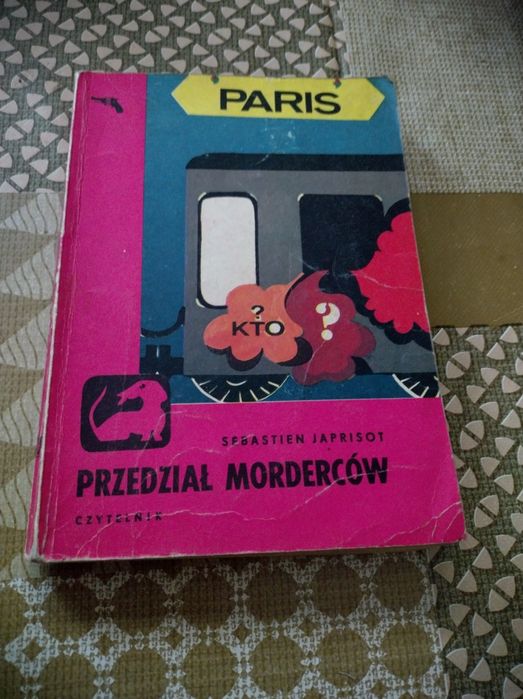 PARIS
?
KTO
?
SEBASTIEN JAPRISOT
PRZEDZIAŁ MORDERCÓW
CZYTELNIK